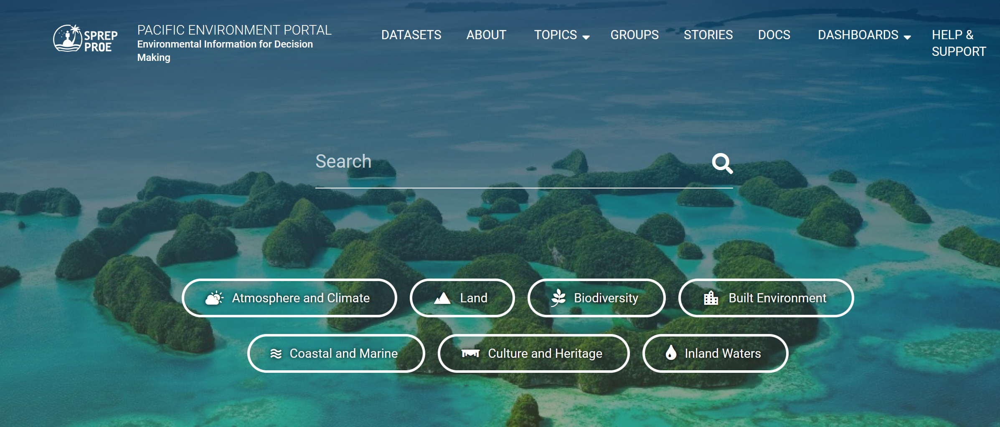 SPREP
PROE
PACIFIC ENVIRONMENT PORTAL
Environmental Information for Decision
Making
DATASETS
ABOUT
TOPICS
GROUPS
STORIES
DOCS
DASHBOARDS
HELP &
SUPPORT
Search
Atmosphere and Climate
Land
Biodiversity
Built Environment
Coastal and Marine
Culture and Heritage
Inland Waters